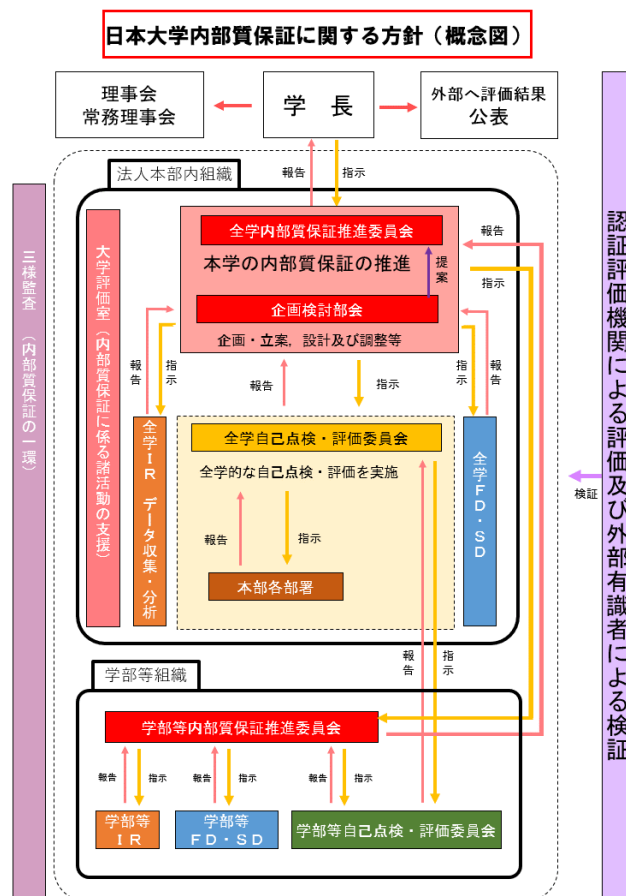 日本大学内部質保証に関する方針（概念図）
理事会
常務理事会
学　長
外部へ評価結果
公表
報告
指示
法人本部内組織
三様監査　（内部質保証の一環）
大学評価室（内部質保証に係る諸活動の支援）
全学内部質保証推進委員会
本学の内部質保証の推進
提案
企画検討部会
企画・立案，設計及び調整等
報告
指示
報告
指示
報告
指示
指示
報告
全学ＩＲ　データ収集・分析
全学自己点検・評価委員会
全学的な自己点検・評価を実施
報告
指示
本部各部署
全学ＦＤ・ＳＤ
検証
認証評価機関による評価及び外部有識者による検証
報告
指示
学部等組織
学部等内部質保証推進委員会
報告
指示
報告
指示
報告
指示
学部等
ＩＲ
学部等
ＦＤ・ＳＤ
学部等自己点検・評価委員会